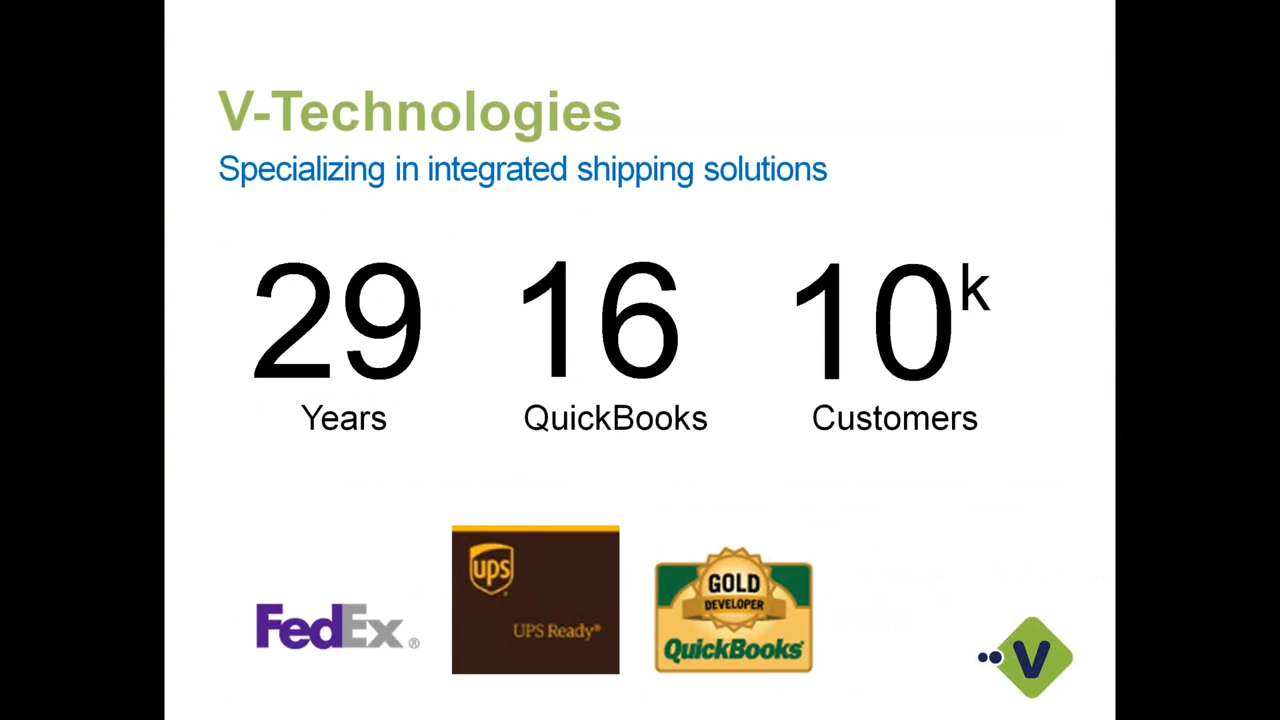 V-Technologies
Specializing in integrated shipping solutions
29 16 10k
Years QuickBooks Customers
FedEx®
ups
UPS Ready®
GOLD
DEVELOPER
QuickBooks
V